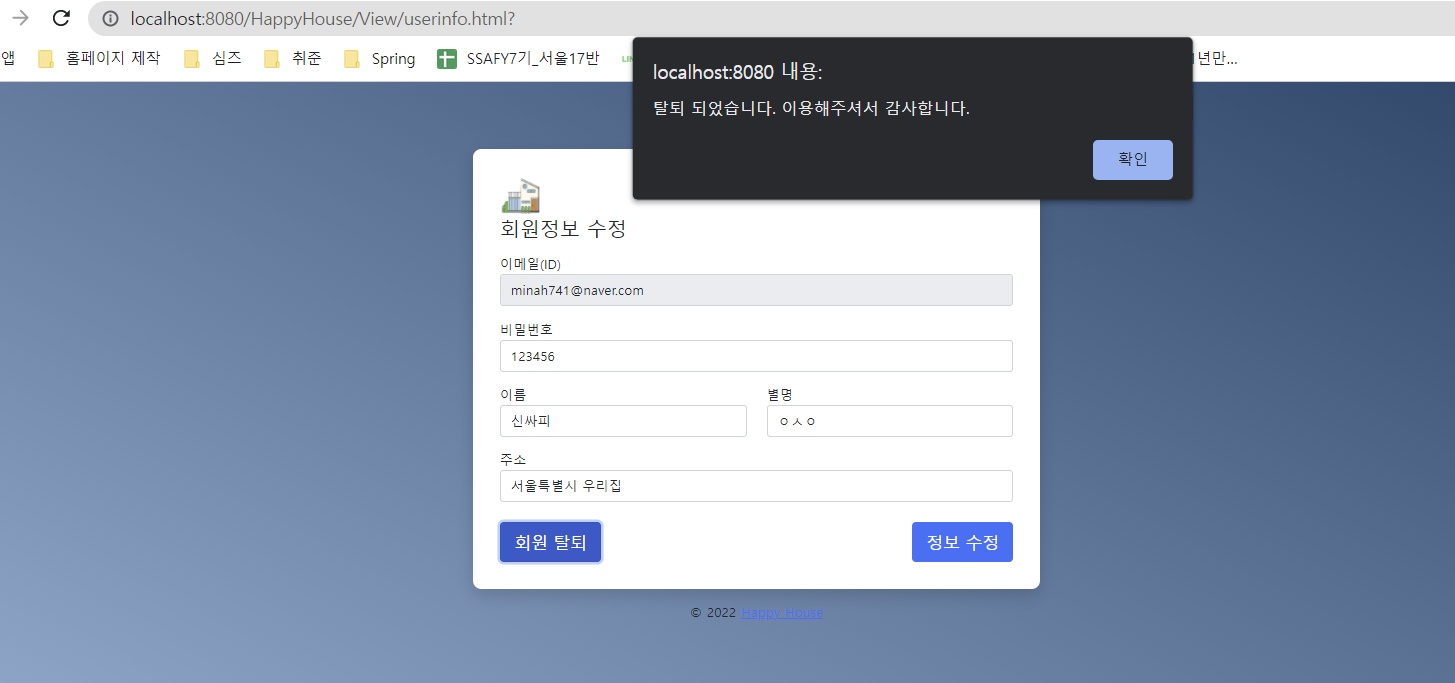 localhost:8080/HappyHouse/View/userinfo.html?
앱 홈페이지 제작 심즈 취준 Spring SSAFY7기_서울17반 년만...
localhost:8080 내용:
탈퇴 되었습니다. 이용해주셔서 감사합니다.
확인
회원정보 수정
이메일(ID)
minah741@naver.com
비밀번호
123456
이름 별명
신싸피 ㅇㅅㅇ
주소
서울특별시 우리집
회원 탈퇴 정보 수정
© 2022 Happy House